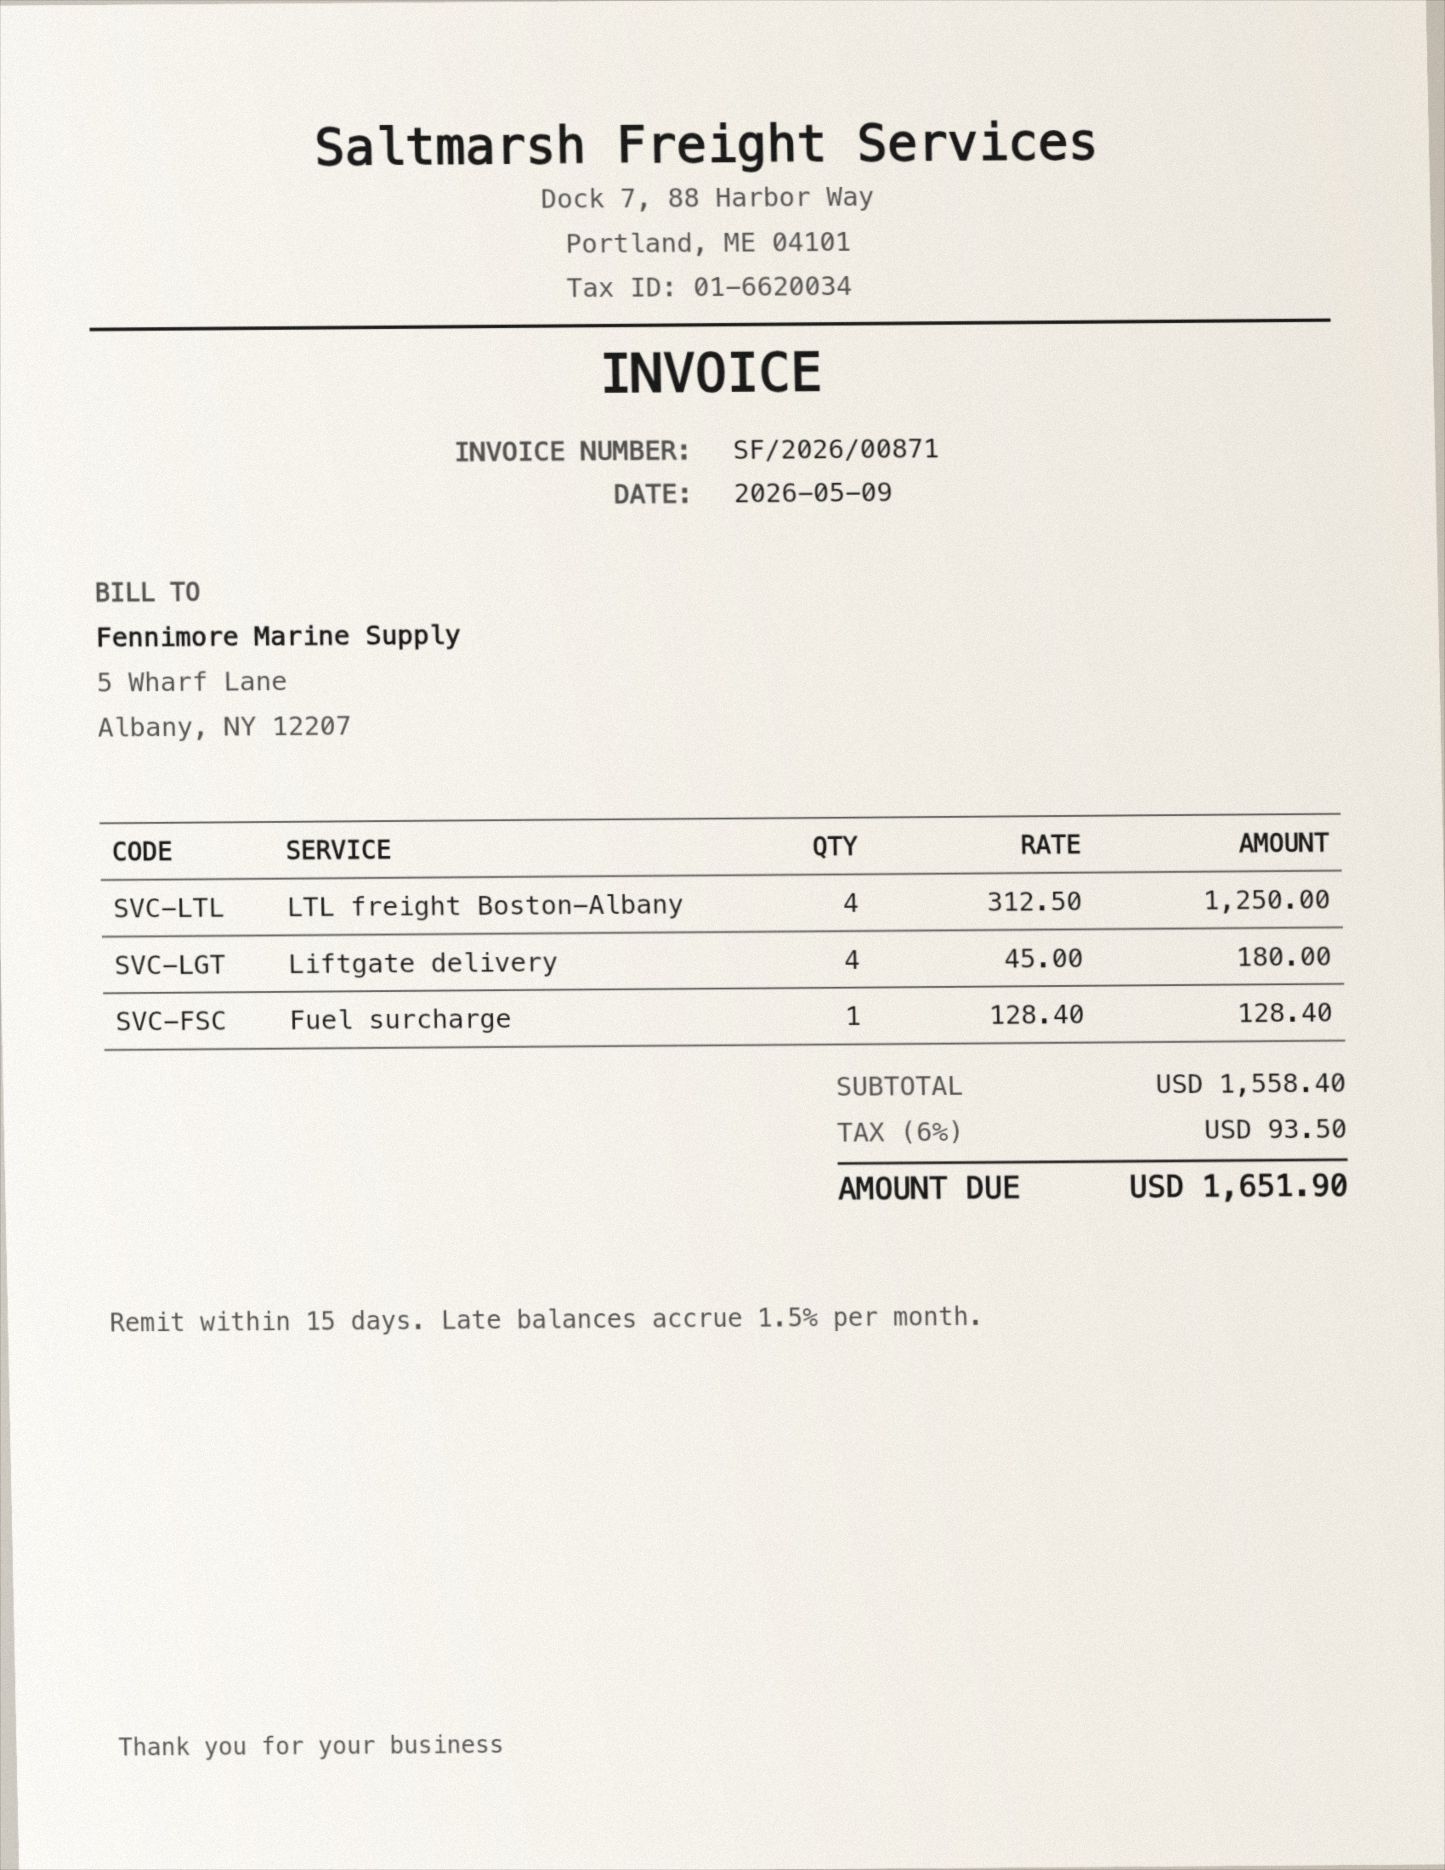 Saltmarsh Freight Services
Dock 7, 88 Harbor Way
Portland, ME 04101
Tax ID: 01-6620034
INVOICE
INVOICE NUMBER: SF/2026/00871
DATE: 2026-05-09
BILL TO
Fennimore Marine Supply
5 Wharf Lane
Albany, NY 12207
CODE SERVICE QTY RATE AMOUNT
SVC-LTL LTL freight Boston-Albany 4 312.50 1,250.00
SVC-LGT Liftgate delivery 4 45.00 180.00
SVC-FSC Fuel surcharge 1 128.40 128.40
SUBTOTAL USD 1,558.40
TAX (6%) USD 93.50
AMOUNT DUE USD 1,651.90
Remit within 15 days. Late balances accrue 1.5% per month.
Thank you for your business